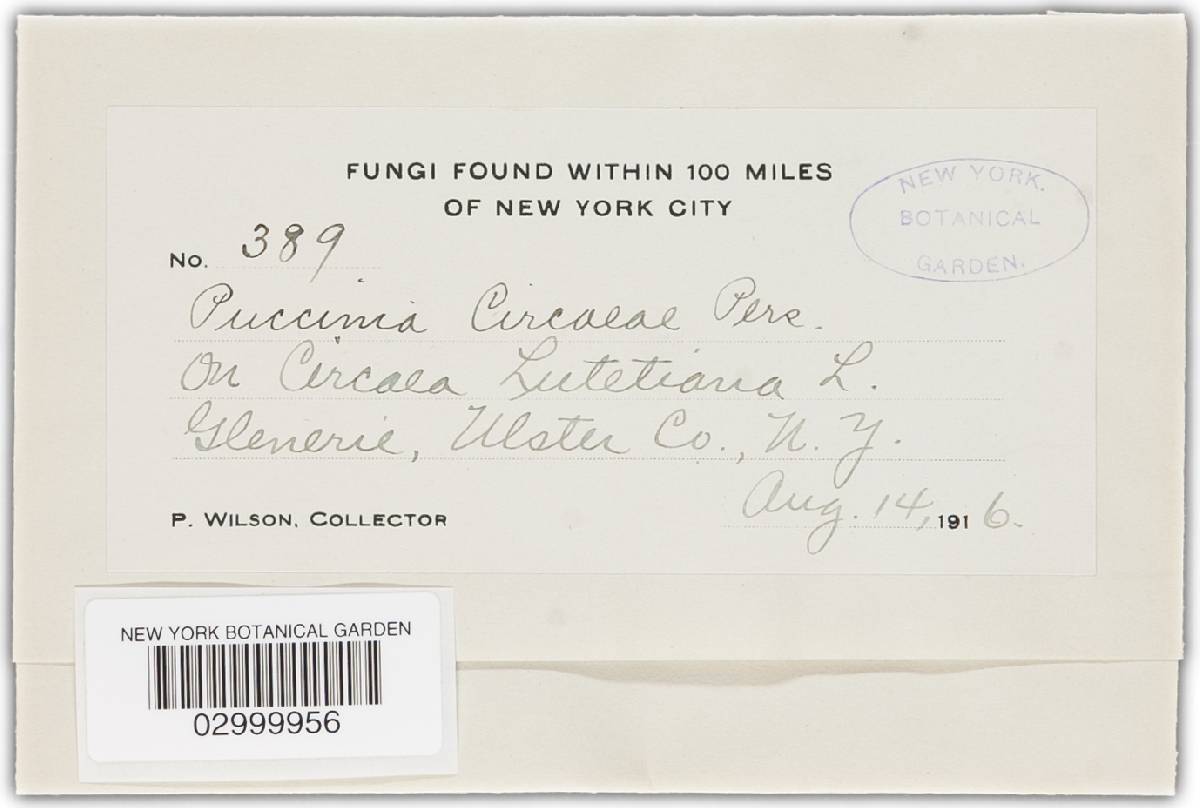 FUNGI FOUND WITHIN 100 MILES
OF NEW YORK CITY
NEW YORK.
BOTANICAL
GARDEN.
No. 389
Puccinia Circaeae Pers.
On Circaea Lutetiana L.
Glenerie, Ulster Co., N. Y.
Aug. 14, 1916.
P. WILSON, COLLECTOR
NEW YORK BOTANICAL GARDEN
02999956